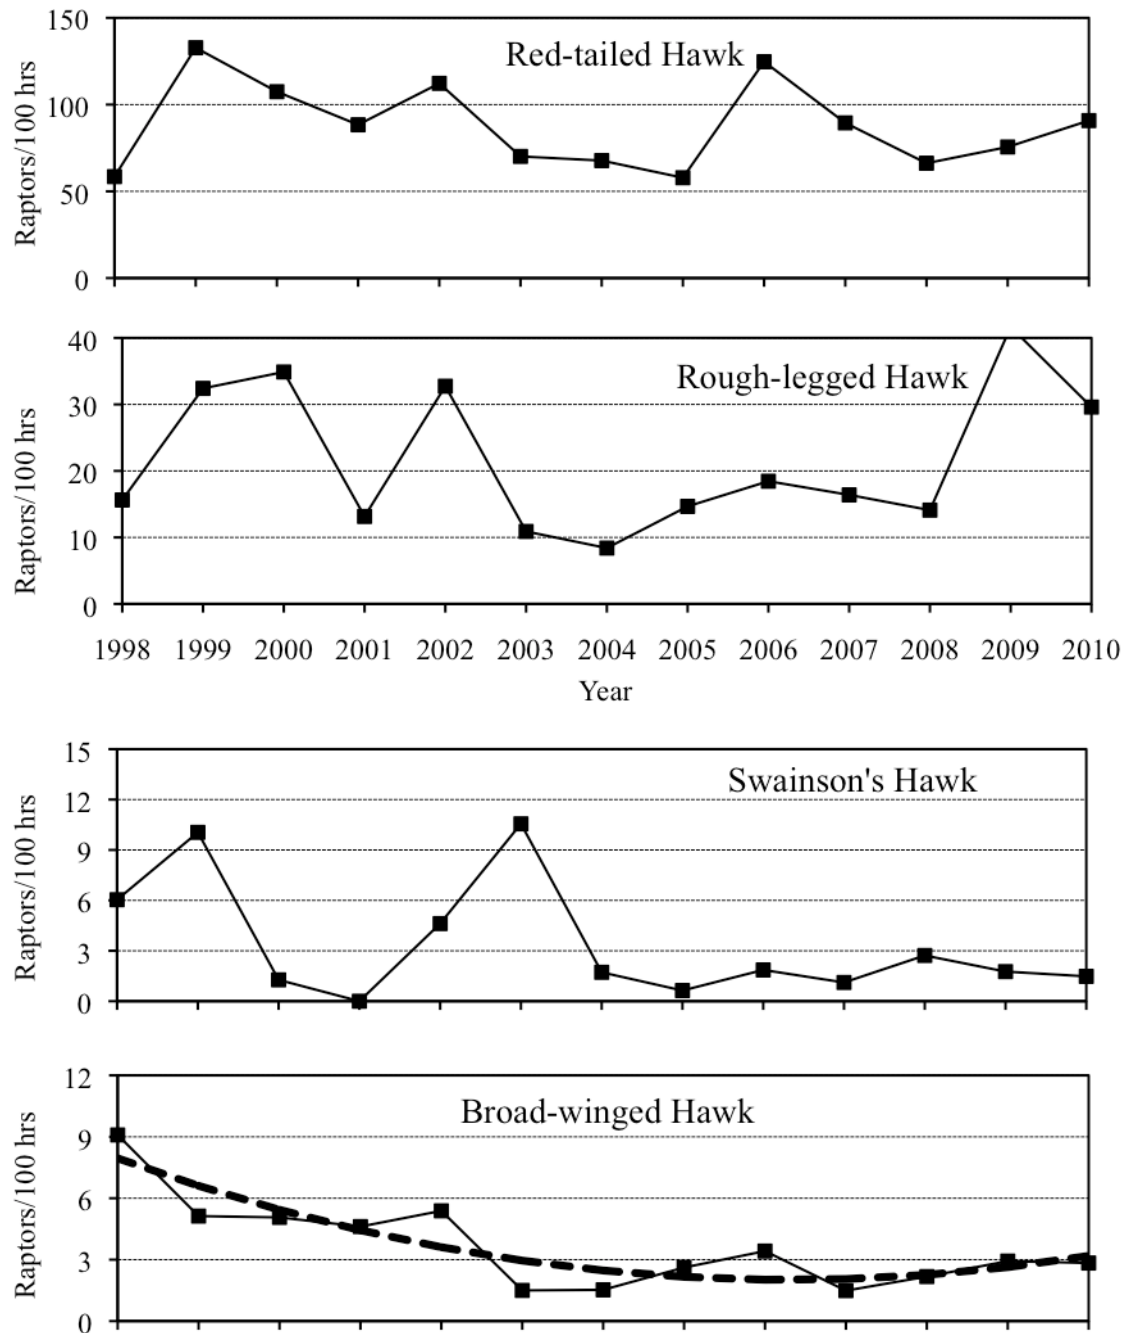 150
Red-tailed Hawk
100
50
0
Raptors/100 hrs
40
Rough-legged Hawk
30
20
10
0
Raptors/100 hrs
1998 1999 2000 2001 2002 2003 2004 2005 2006 2007 2008 2009 2010
Year
15
Swainson's Hawk
12
9
6
3
0
Raptors/100 hrs
12
Broad-winged Hawk
9
6
3
0
Raptors/100 hrs